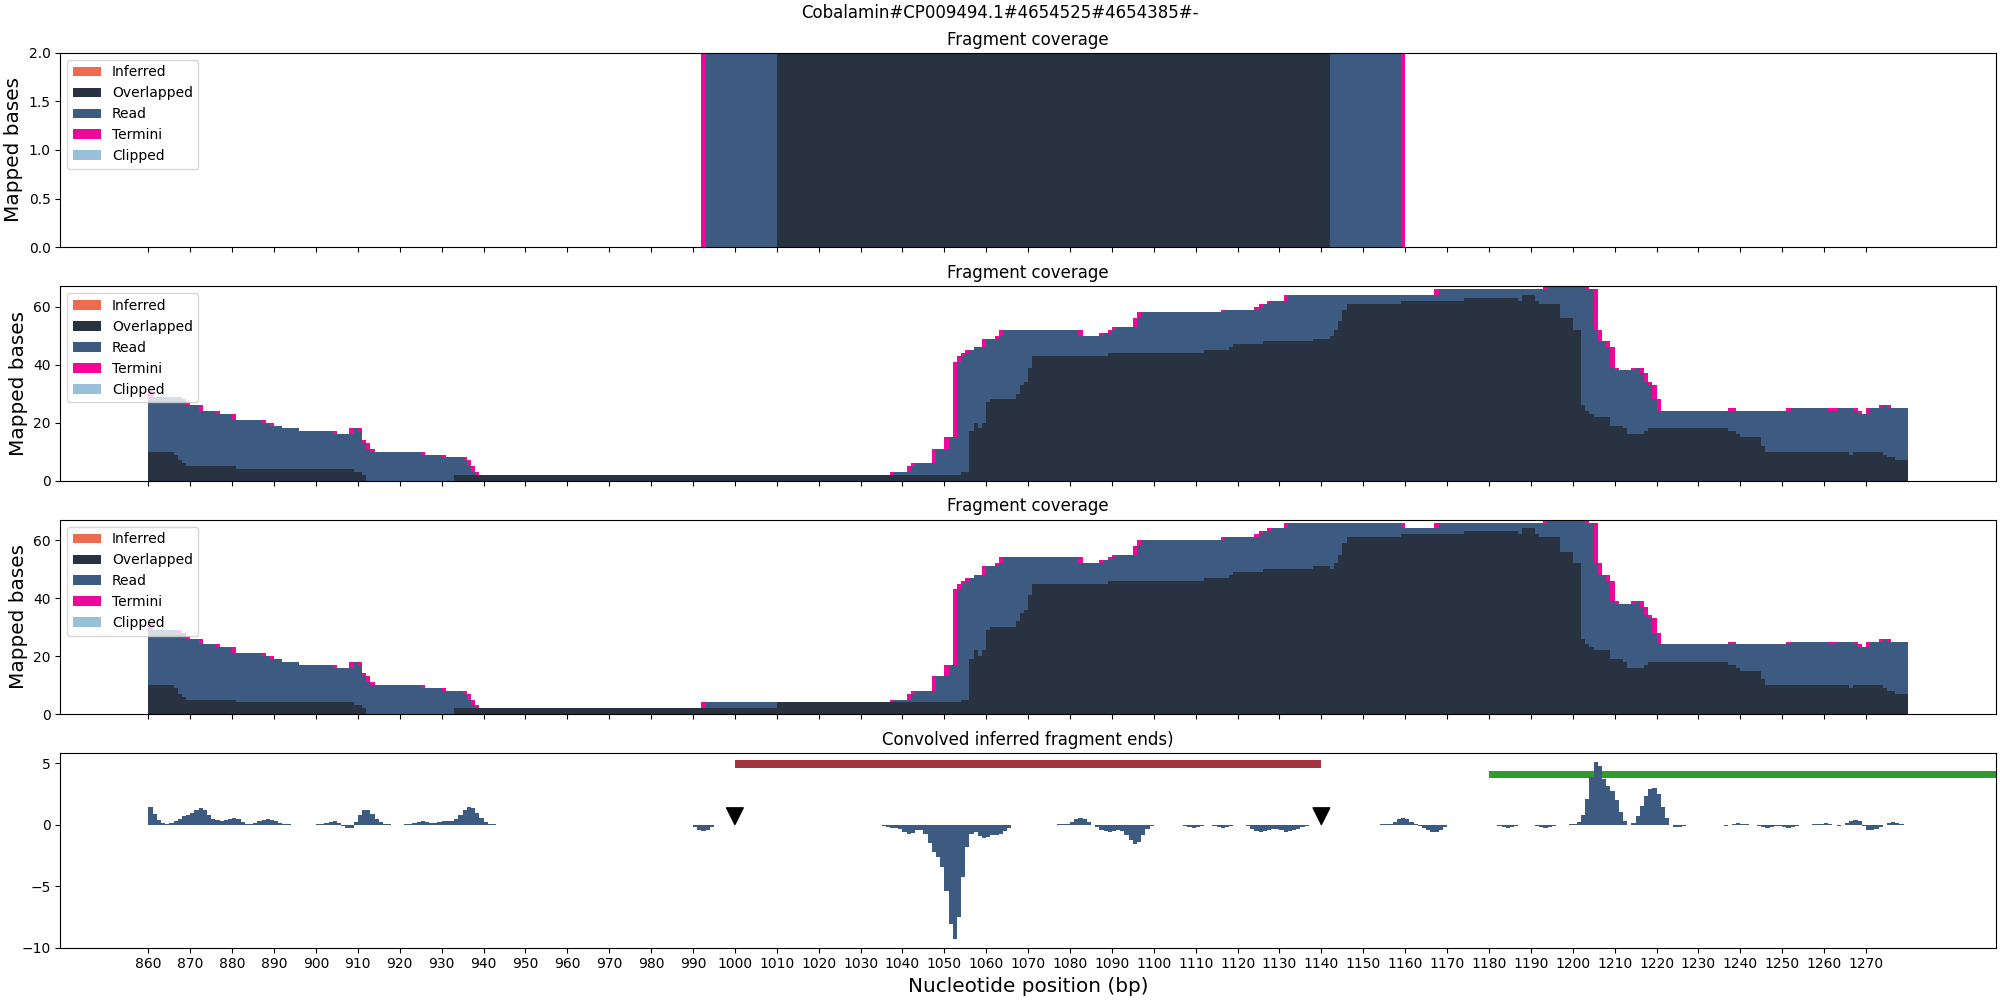 Cobalamin#CP009494.1#4654525#4654385#-
Fragment coverage
Mapped bases
2.0
1.5
1.0
0.5
0.0
Inferred
Overlapped
Read
Termini
Clipped
Fragment coverage
Mapped bases
60
40
20
0
Inferred
Overlapped
Read
Termini
Clipped
Fragment coverage
Mapped bases
60
40
20
0
Inferred
Overlapped
Read
Termini
Clipped
Convolved inferred fragment ends)
5
0
−5
−10
860 870 880 890 900 910 920 930 940 950 960 970 980 990 1000 1010 1020 1030 1040 1050 1060 1070 1080 1090 1100 1110 1120 1130 1140 1150 1160 1170 1180 1190 1200 1210 1220 1230 1240 1250 1260 1270
Nucleotide position (bp)